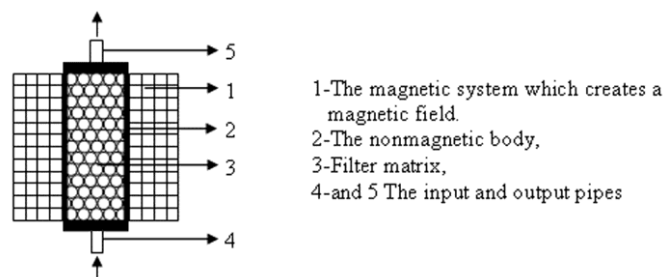 5
1
2
3
4
1-The magnetic system which creates a
magnetic field.
2-The nonmagnetic body,
3-Filter matrix,
4-and 5 The input and output pipes